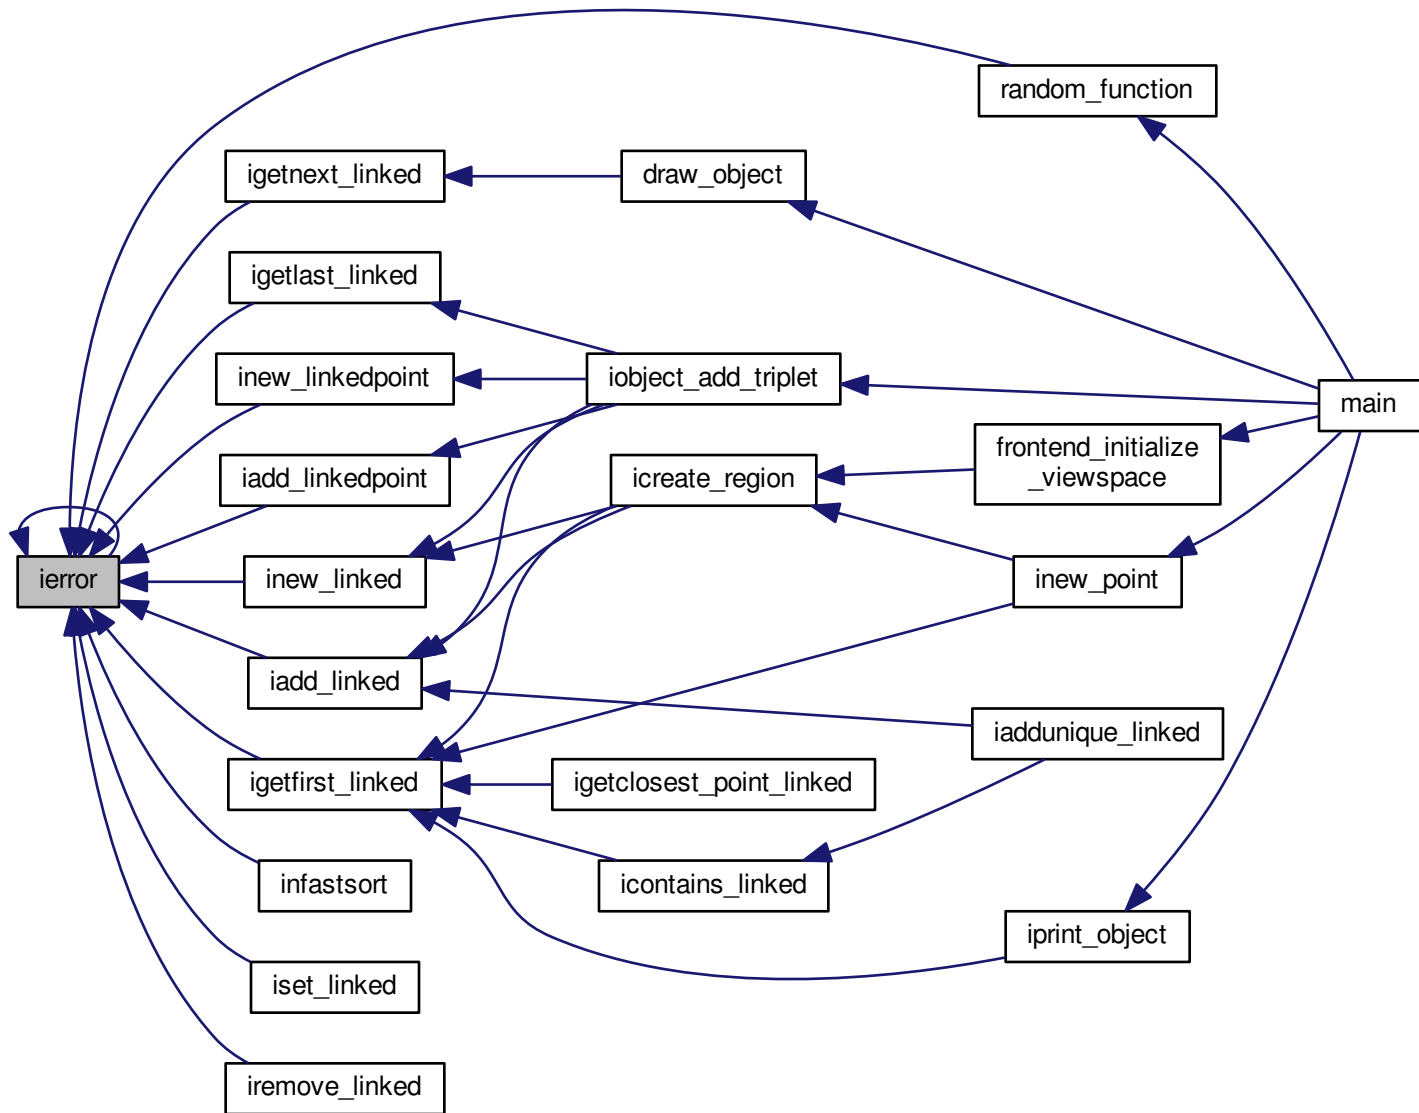 random_function
igetnext_linked
draw_object
igetlast_linked
inew_linkedpoint
iobject_add_triplet
main
frontend_initialize
_viewspace
iadd_linkedpoint
icreate_region
ierror
inew_linked
inew_point
iadd_linked
iaddunique_linked
igetfirst_linked
igetclosest_point_linked
infastsort
icontains_linked
iprint_object
iset_linked
iremove_linked